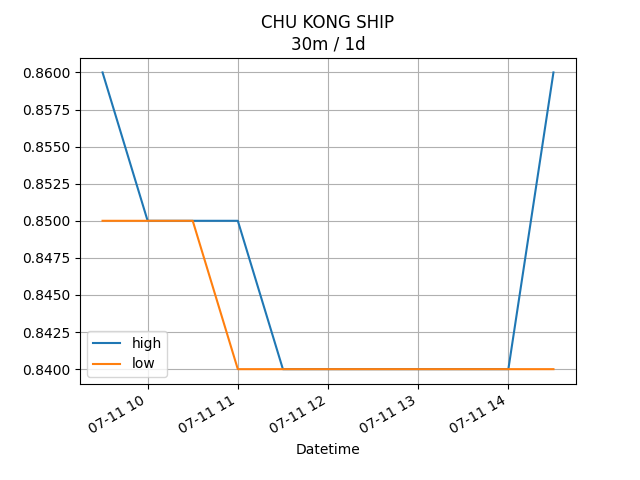 CHU KONG SHIP
30m / 1d
0.8600
0.8575
0.8550
0.8525
0.8500
0.8475
0.8450
0.8425
0.8400
high
low
07-11 10
07-11 11
07-11 12
07-11 13
07-11 14
Datetime